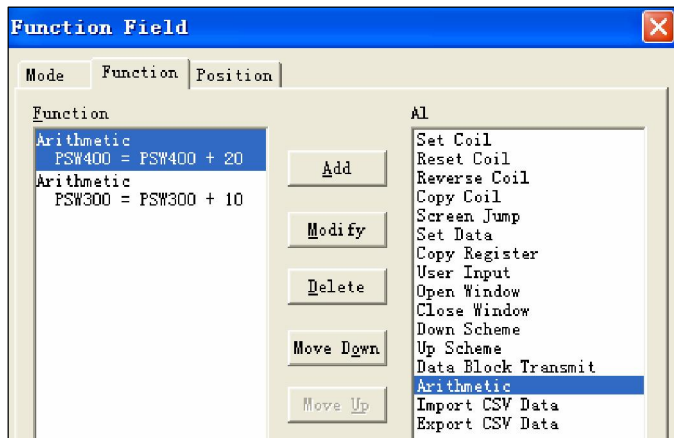 Function Field
Mode Function Position
Function
Arithmetic
PSW400 = PSW400 + 20
Arithmetic
PSW300 = PSW300 + 10
Add
Modify
Delete
Move Down
Move Up
Al
Set Coil
Reset Coil
Reverse Coil
Copy Coil
Screen Jump
Set Data
Copy Register
User Input
Open Window
Close Window
Down Scheme
Up Scheme
Data Block Transmit
Arithmetic
Import CSV Data
Export CSV Data